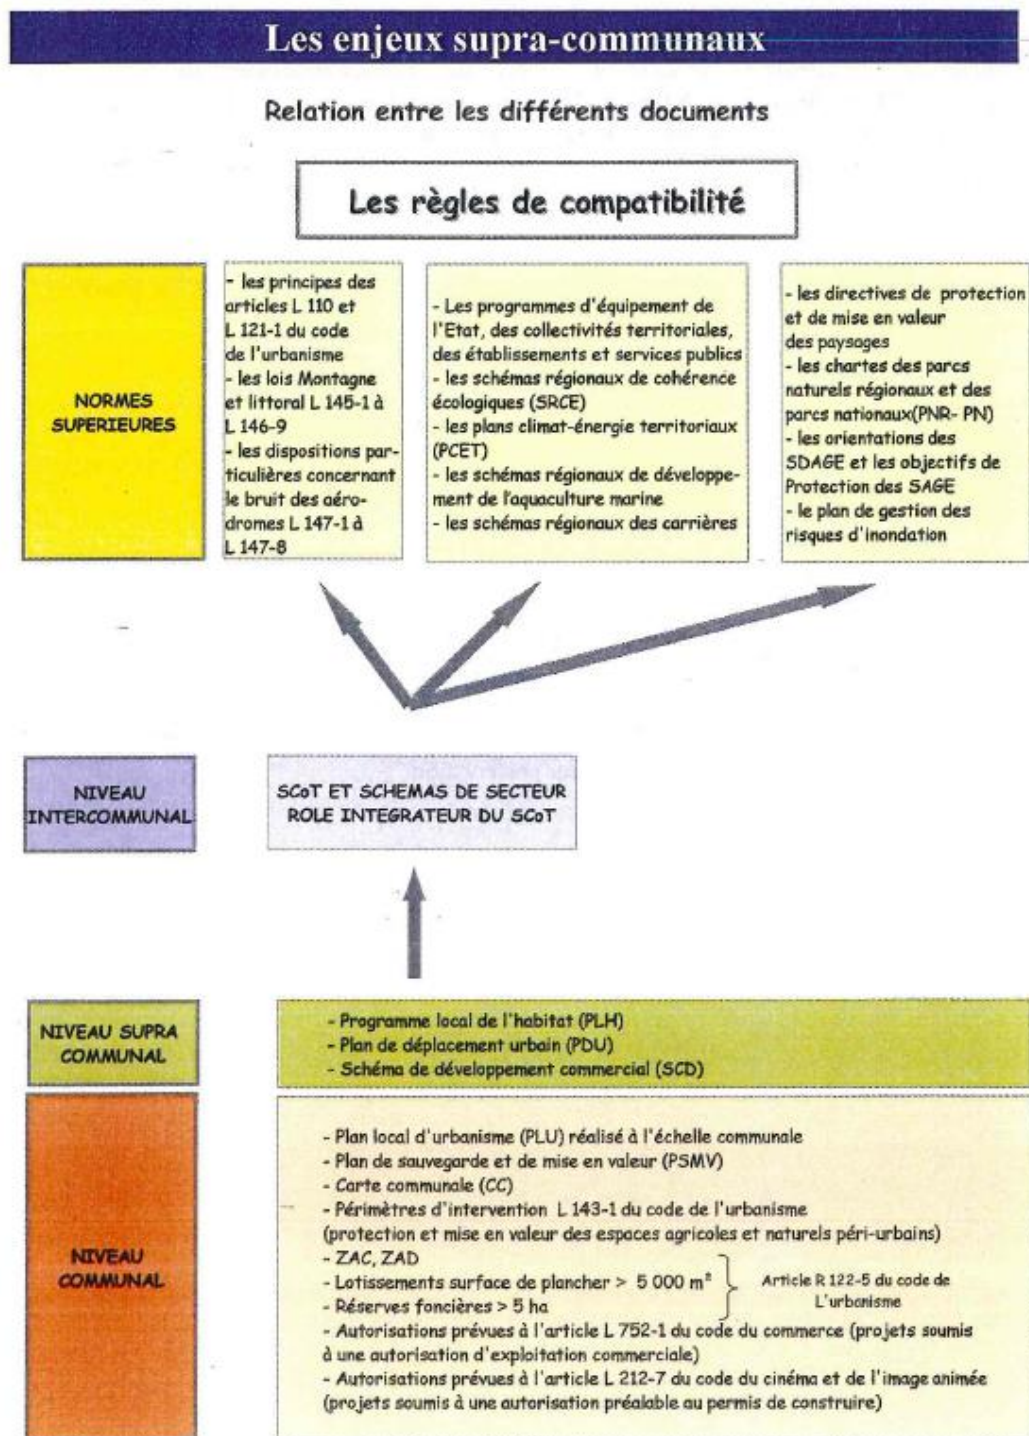 Les enjeux supra-communaux
Relation entre les différents documents
Les règles de compatibilité
NORMES
SUPERIEURES
- les principes des
articles L 110 et
L 121-1 du code
de l'urbanisme
- les lois Montagne
et littoral L 145-1 à
L 146-9
- les dispositions par-
ticulières concernant
le bruit des aéro-
dromes L 147-1 à
L 147-8
- Les programmes d'équipement de
l'Etat, des collectivités territoriales,
des établissements et services publics
- les schémas régionaux de cohérence
écologiques (SRCE)
- les plans climat-énergie territoriaux
(PCET)
- les schémas régionaux de développe-
ment de l'aquaculture marine
- les schémas régionaux des carrières
- les directives de protection
et de mise en valeur
des paysages
- les chartes des parcs
naturels régionaux et des
parcs nationaux(PNR- PN)
- les orientations des
SDAGE et les objectifs de
Protection des SAGE
- le plan de gestion des
risques d'inondation
NIVEAU
INTERCOMMUNAL
SCoT ET SCHEMAS DE SECTEUR
ROLE INTEGRATEUR DU SCoT
NIVEAU SUPRA
COMMUNAL
- Programme local de l'habitat (PLH)
- Plan de déplacement urbain (PDU)
- Schéma de développement commercial (SCD)
NIVEAU
COMMUNAL
- Plan local d'urbanisme (PLU) réalisé à l'échelle communale
- Plan de sauvegarde et de mise en valeur (PSMV)
- Carte communale (CC)
- Périmètres d'intervention L 143-1 du code de l'urbanisme
(protection et mise en valeur des espaces agricoles et naturels péri-urbains)
- ZAC, ZAD
- Lotissements surface de plancher > 5 000 m²
- Réserves foncières > 5 ha
Article R 122-5 du code de
L'urbanisme
- Autorisations prévues à l'article L 752-1 du code du commerce (projets soumis
à une autorisation d'exploitation commerciale)
- Autorisations prévues à l'article L 212-7 du code du cinéma et de l'image animée
(projets soumis à une autorisation préalable au permis de construire)